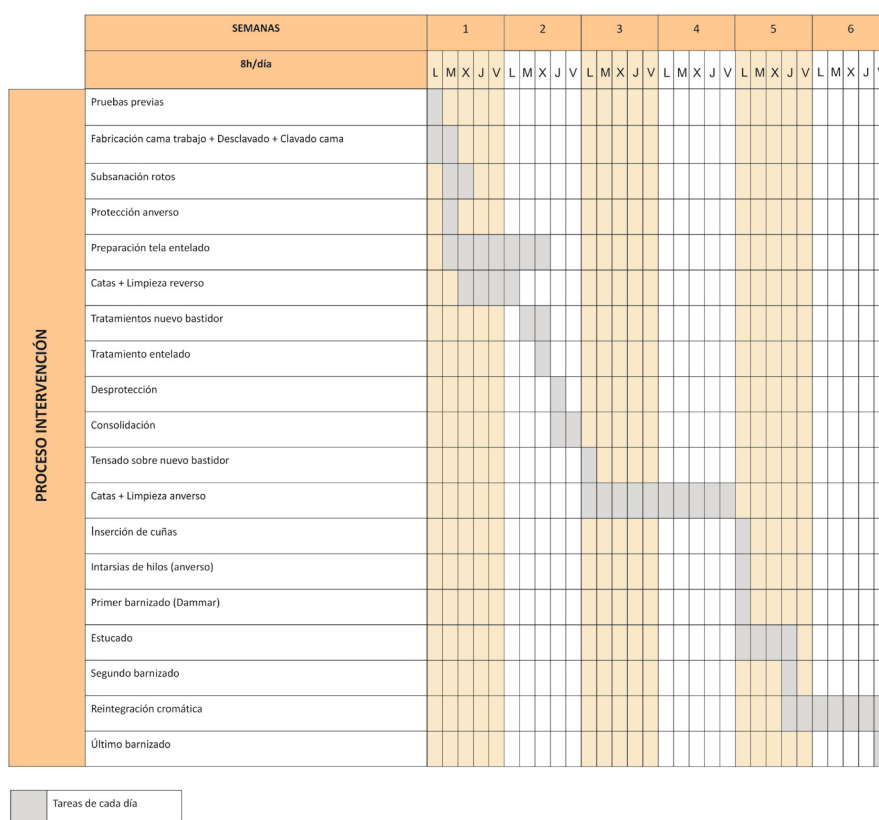 SEMANAS 1 2 3 4 5 6
8h/día L M X J V L M X J V L M X J V L M X J V L M X J V L M X J
PROCESO INTERVENCIÓN
Pruebas previas
Fabricación cama trabajo + Desclavado + Clavado cama
Subsanación rotos
Protección anverso
Preparación tela entelado
Catas + Limpieza reverso
Tratamientos nuevo bastidor
Tratamiento entelado
Desprotección
Consolidación
Tensado sobre nuevo bastidor
Catas + Limpieza anverso
Inserción de cuñas
Intarsias de hilos (anverso)
Primer barnizado (Dammar)
Estucado
Segundo barnizado
Reintegración cromática
Último barnizado
Tareas de cada día